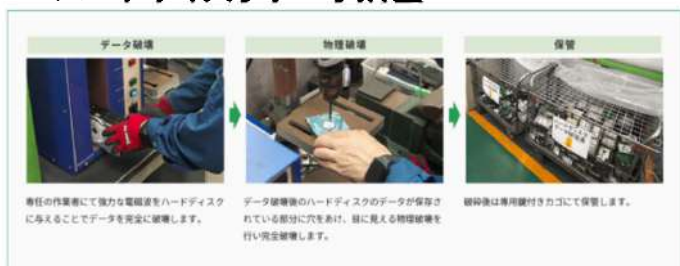 データ破壊
物理破壊
保管
専任の作業者にて強力な電磁波をハードディスク
に与えることでデータを完全に破壊します。
データ破壊後のハードディスクのデータが保存さ
れている部分に穴をあけ、目に見える物理破壊を
行い完全破壊します。
破砕後は専用鍵付きカゴにて保管します。